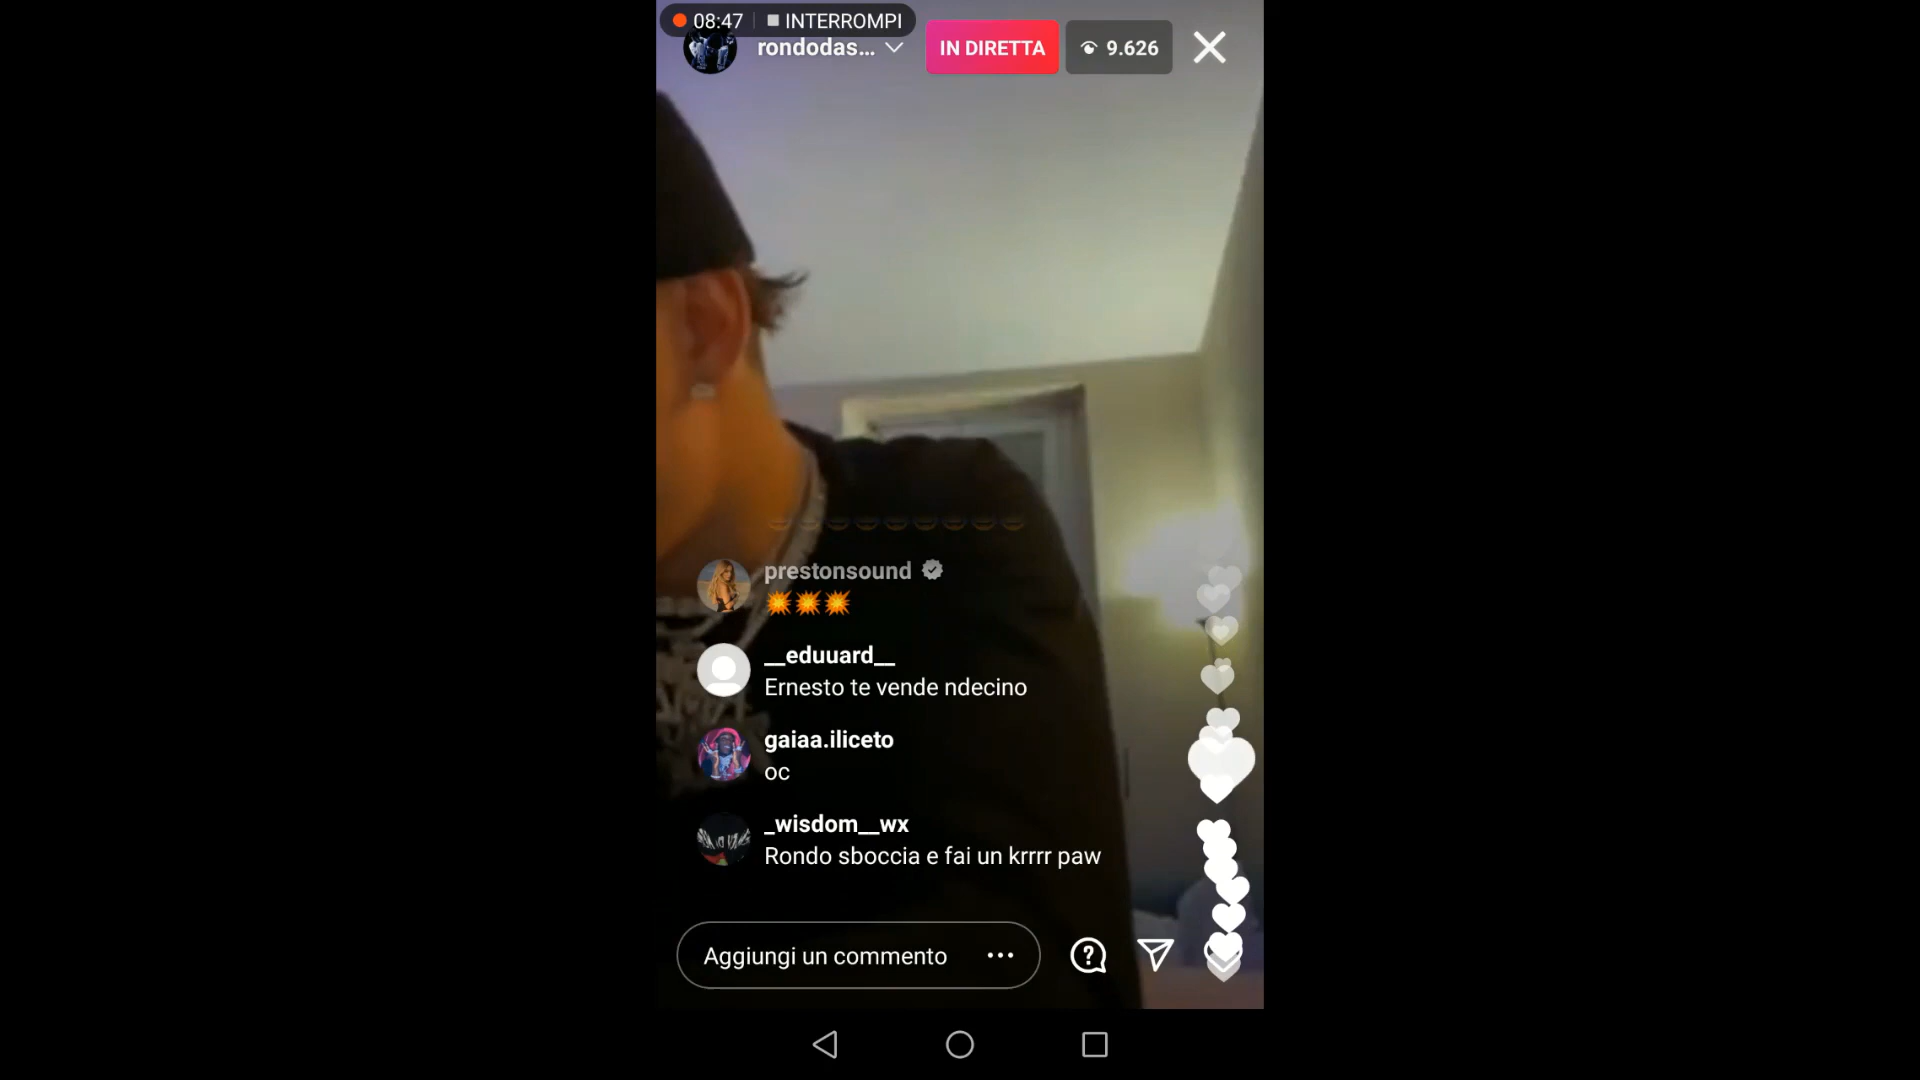 08:47 INTERROMPI
rondodas...
IN DIRETTA
9.626
prestonsound
💥💥💥
__eduuard__
Ernesto te vende ndecino
gaiaa.iliceto
oc
_wisdom__wx
Rondo sboccia e fai un krrrr paw
Aggiungi un commento